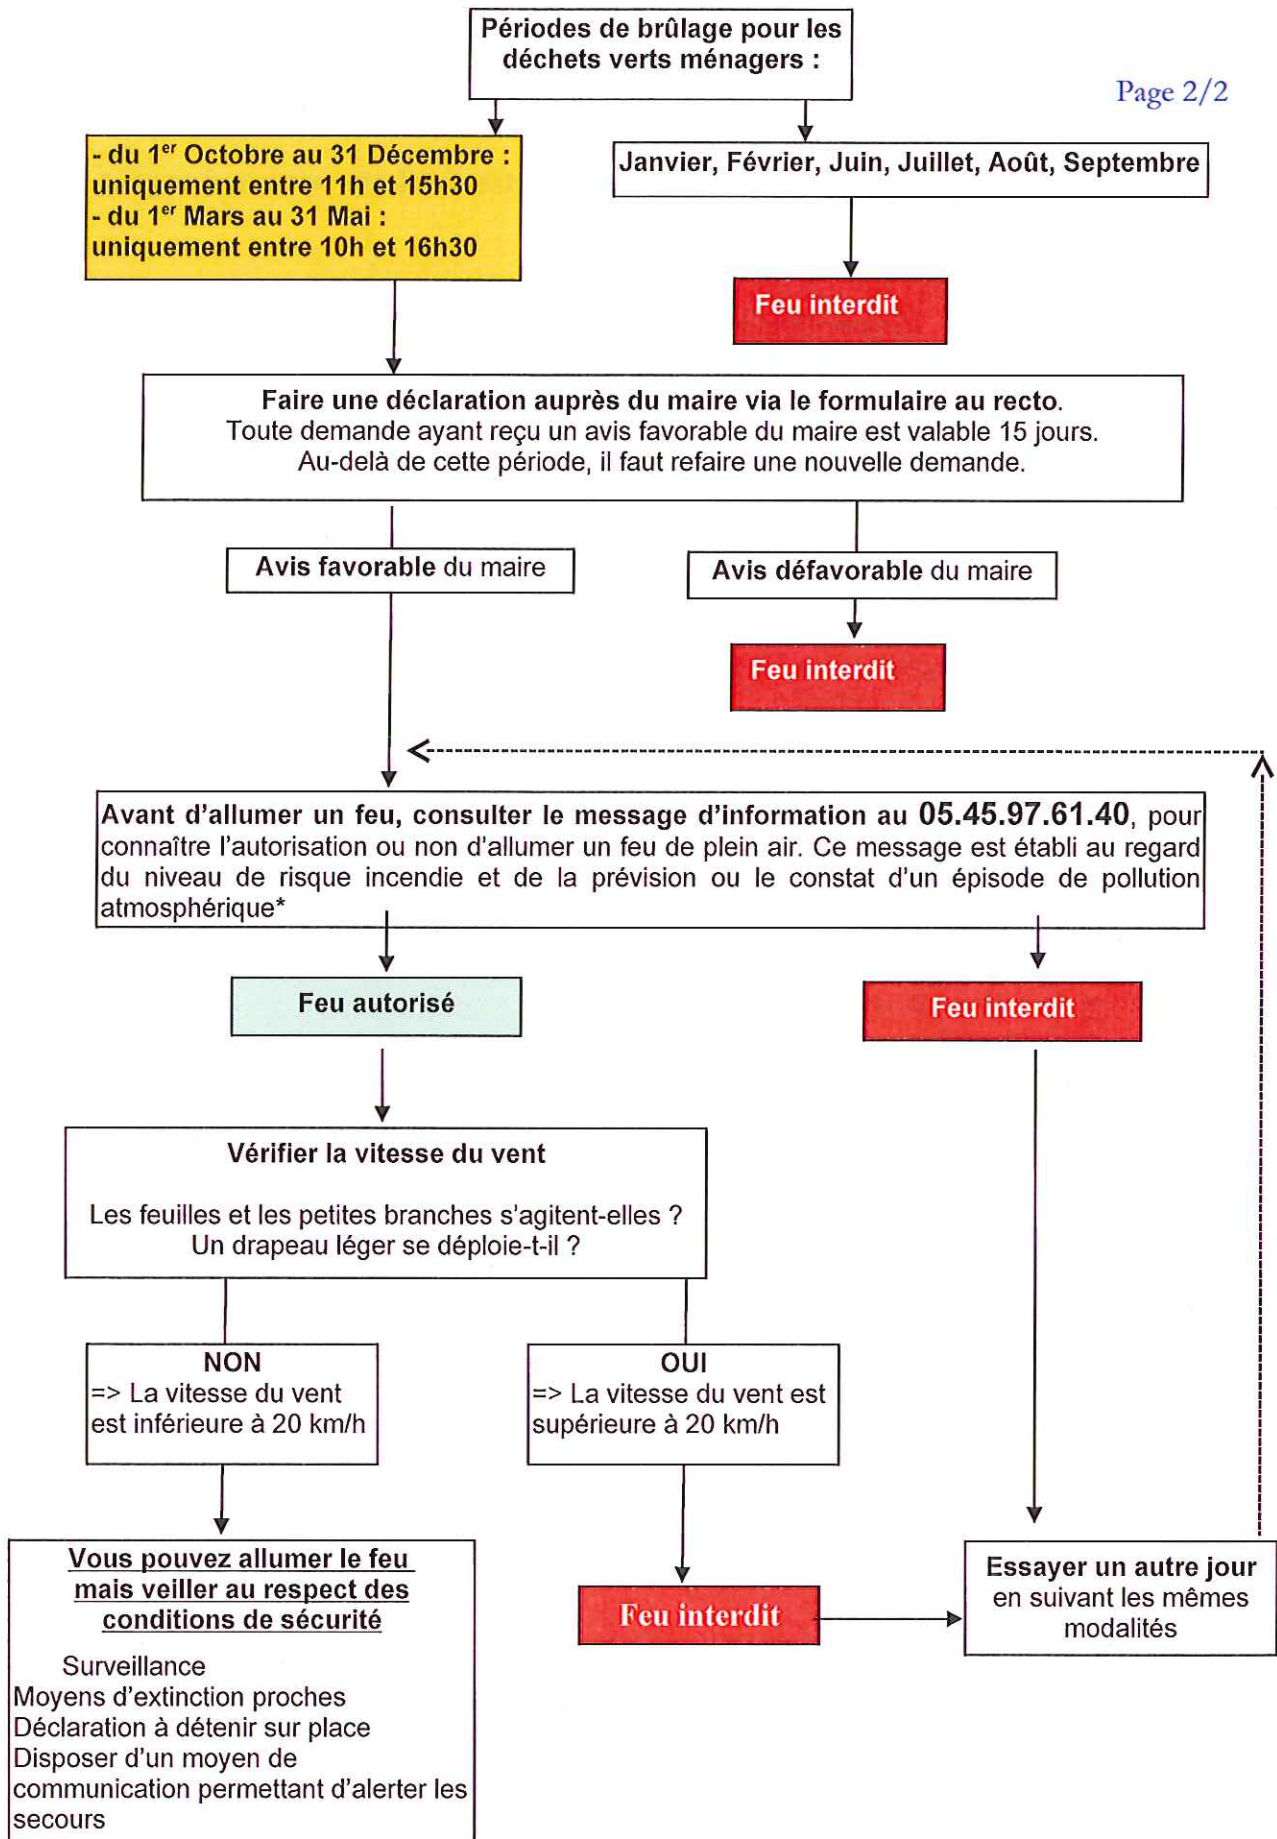 Périodes de brûlage pour les
déchets verts ménagers :
Page 2/2
- du 1er Octobre au 31 Décembre :
uniquement entre 11h et 15h30
- du 1er Mars au 31 Mai :
uniquement entre 10h et 16h30
Janvier, Février, Juin, Juillet, Août, Septembre
Feu interdit
Faire une déclaration auprès du maire via le formulaire au recto.
Toute demande ayant reçu un avis favorable du maire est valable 15 jours.
Au-delà de cette période, il faut refaire une nouvelle demande.
Avis favorable du maire
Avis défavorable du maire
Feu interdit
Avant d'allumer un feu, consulter le message d'information au 05.45.97.61.40, pour
connaître l'autorisation ou non d'allumer un feu de plein air. Ce message est établi au regard
du niveau de risque incendie et de la prévision ou le constat d'un épisode de pollution
atmosphérique*
Feu autorisé
Feu interdit
Vérifier la vitesse du vent
Les feuilles et les petites branches s'agitent-elles ?
Un drapeau léger se déploie-t-il ?
NON
=> La vitesse du vent
est inférieure à 20 km/h
OUI
=> La vitesse du vent est
supérieure à 20 km/h
Vous pouvez allumer le feu
mais veiller au respect des
conditions de sécurité
Surveillance
Moyens d'extinction proches
Déclaration à détenir sur place
Disposer d'un moyen de
communication permettant d'alerter les
secours
Feu interdit
Essayer un autre jour
en suivant les mêmes
modalités